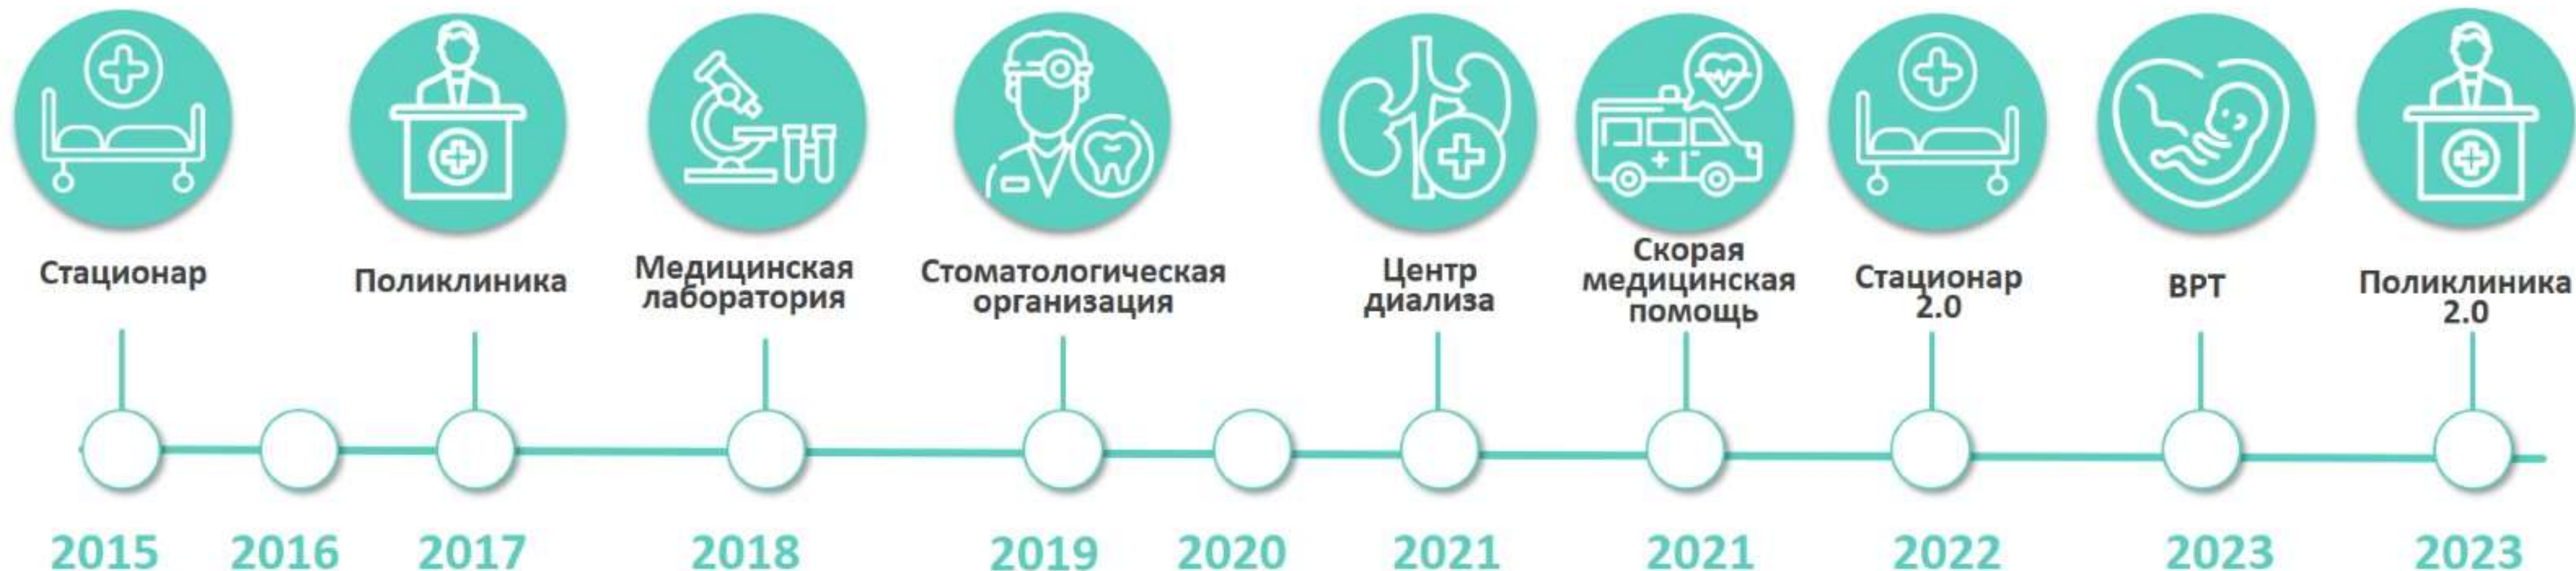 Стационар
Поликлиника
Медицинская
лаборатория
Стоматологическая
организация
Центр
диализа
Скорая
медицинская
помощь
Стационар
2.0
ВРТ
Поликлиника
2.0
2015
2016
2017
2018
2019
2020
2021
2021
2022
2023
2023